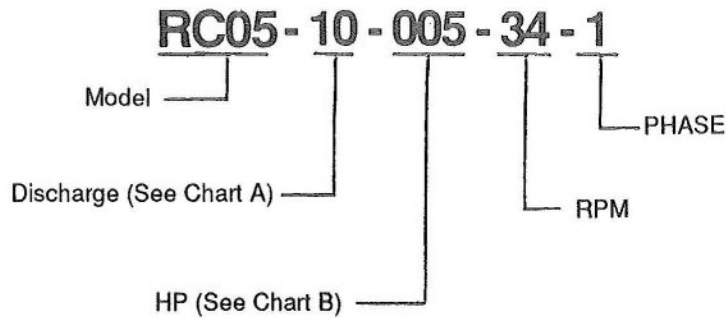 RC05 - 10 - 005 - 34 - 1
Model
PHASE
Discharge (See Chart A)
RPM
HP (See Chart B)